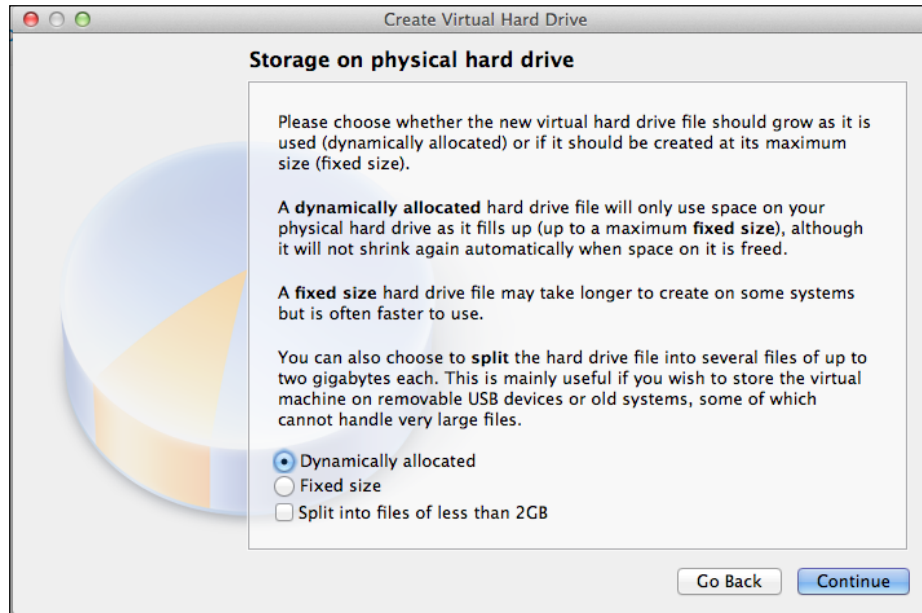 Create Virtual Hard Drive
Storage on physical hard drive
Please choose whether the new virtual hard drive file should grow as it is
used (dynamically allocated) or if it should be created at its maximum
size (fixed size).
A dynamically allocated hard drive file will only use space on your
physical hard drive as it fills up (up to a maximum fixed size), although
it will not shrink again automatically when space on it is freed.
A fixed size hard drive file may take longer to create on some systems
but is often faster to use.
You can also choose to split the hard drive file into several files of up to
two gigabytes each. This is mainly useful if you wish to store the virtual
machine on removable USB devices or old systems, some of which
cannot handle very large files.
Dynamically allocated
Fixed size
Split into files of less than 2GB
Go Back Continue